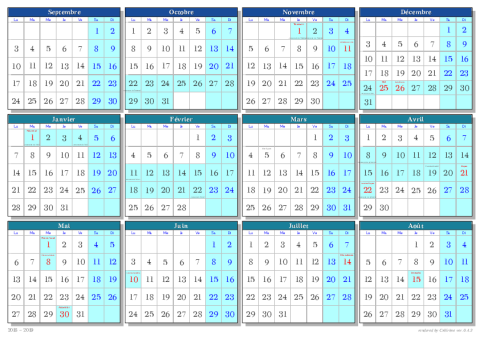 Septembre
Lu Ma Me Je Ve Sa Di
1 2
3 4 5 6 7 8 9
10 11 12 13 14 15 16
17 18 19 20 21 22 23
24 25 26 27 28 29 30
Octobre
Lu Ma Me Je Ve Sa Di
1 2 3 4 5 6 7
8 9 10 11 12 13 14
15 16 17 18 19 20 21
22 23 24 25 26 27 28
29 30 31
Novembre
Lu Ma Me Je Ve Sa Di
1 2 3 4
5 6 7 8 9 10 11
12 13 14 15 16 17 18
19 20 21 22 23 24 25
26 27 28 29 30
Décembre
Lu Ma Me Je Ve Sa Di
1 2
3 4 5 6 7 8 9
10 11 12 13 14 15 16
17 18 19 20 21 22 23
24 25 26 27 28 29 30
31
Janvier
Lu Ma Me Je Ve Sa Di
1 2 3 4 5 6
7 8 9 10 11 12 13
14 15 16 17 18 19 20
21 22 23 24 25 26 27
28 29 30 31
Février
Lu Ma Me Je Ve Sa Di
1 2 3
4 5 6 7 8 9 10
11 12 13 14 15 16 17
18 19 20 21 22 23 24
25 26 27 28
Mars
Lu Ma Me Je Ve Sa Di
1 2 3
4 5 6 7 8 9 10
11 12 13 14 15 16 17
18 19 20 21 22 23 24
25 26 27 28 29 30 31
Avril
Lu Ma Me Je Ve Sa Di
1 2 3 4 5 6 7
8 9 10 11 12 13 14
15 16 17 18 19 20 21
22 23 24 25 26 27 28
29 30
Mai
Lu Ma Me Je Ve Sa Di
1 2 3 4 5
6 7 8 9 10 11 12
13 14 15 16 17 18 19
20 21 22 23 24 25 26
27 28 29 30 31
Juin
Lu Ma Me Je Ve Sa Di
1 2
3 4 5 6 7 8 9
10 11 12 13 14 15 16
17 18 19 20 21 22 23
24 25 26 27 28 29 30
Juillet
Lu Ma Me Je Ve Sa Di
1 2 3 4 5 6 7
8 9 10 11 12 13 14
15 16 17 18 19 20 21
22 23 24 25 26 27 28
29 30 31
Août
Lu Ma Me Je Ve Sa Di
1 2 3 4
5 6 7 8 9 10 11
12 13 14 15 16 17 18
19 20 21 22 23 24 25
26 27 28 29 30 31
2018 - 2019